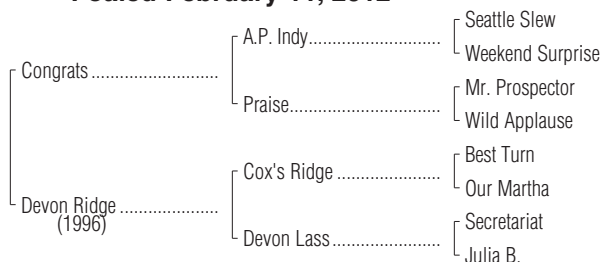 Foaled February 2012
Seattle Slew
A.P. Indy
Weekend Surprise
Congrats
Mr. Prospector
Praise
Wild Applause
Best Turn
Cox's Ridge
Our Martha
Devon Ridge
(1996)
Secretariat
Devon Lass
Julia B.